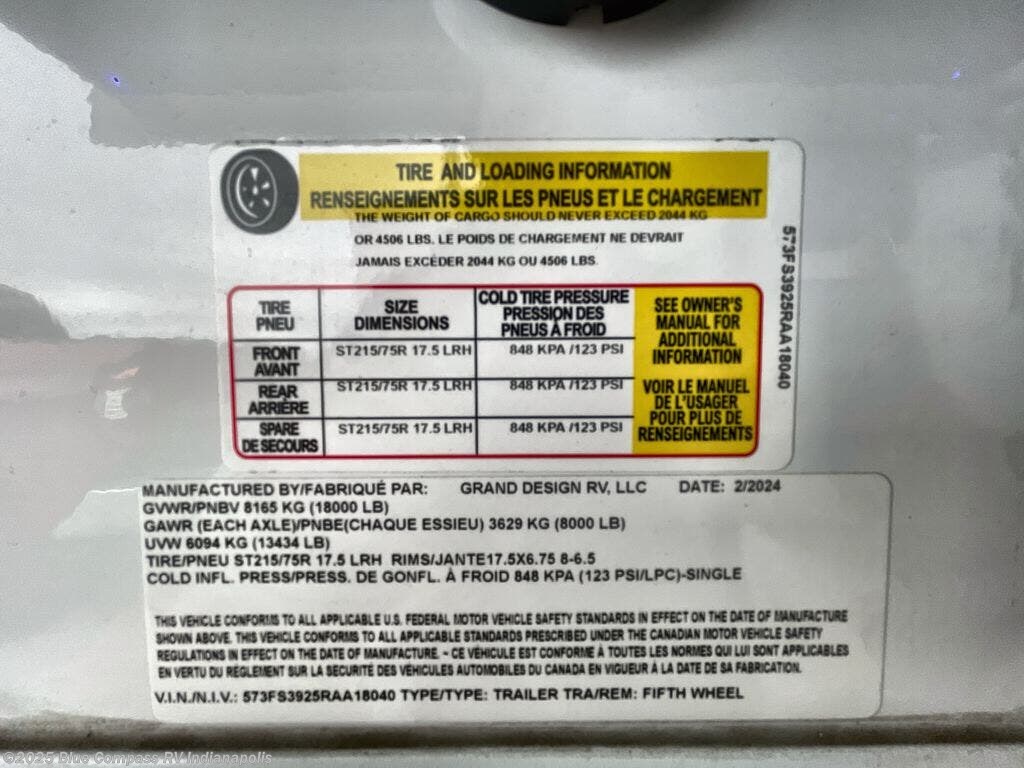 TIRE AND LOADING INFORMATION
RENSEIGNEMENTS SUR LES PNEUS ET LE CHARGEMENT
THE WEIGHT OF CARGO SHOULD NEVER EXCEED 2044 KG
OR 4506 LBS. LE POIDS DE CHARGEMENT NE DEVRAIT
JAMAIS EXCÉDER 2044 KG OU 4506 LBS.
573FS3925RAA18040
TIRE
PNEU
SIZE
DIMENSIONS
COLD TIRE PRESSURE
PRESSION DES
PNEUS À FROID
FRONT
AVANT
ST215/75R 17.5 LRH
848 KPA /123 PSI
REAR
ARRIÈRE
ST215/75R 17.5 LRH
848 KPA /123 PSI
SPARE
DE SECOURS
ST215/75R 17.5 LRH
848 KPA /123 PSI
SEE OWNER'S
MANUAL FOR
ADDITIONAL
INFORMATION
VOIR LE MANUEL
DE L'USAGER
POUR PLUS DE
RENSEIGNEMENTS
MANUFACTURED BY/FABRIQUÉ PAR: GRAND DESIGN RV, LLC DATE: 2/2024
GVWR/PNBV 8165 KG (18000 LB)
GAWR (EACH AXLE)/PNBE(CHAQUE ESSIEU) 3629 KG (8000 LB)
UVW 6094 KG (13434 LB)
TIRE/PNEU ST215/75R 17.5 LRH RIMS/JANTE17.5X6.75 8-6.5
COLD INFL. PRESS/PRESS. DE GONFL. À FROID 848 KPA (123 PSI/LPC)-SINGLE
THIS VEHICLE CONFORMS TO ALL APPLICABLE U.S. FEDERAL MOTOR VEHICLE SAFETY STANDARDS IN EFFECT ON THE DATE OF MANUFACTURE
SHOWN ABOVE. THIS VEHICLE CONFORMS TO ALL APPLICABLE STANDARDS PRESCRIBED UNDER THE CANADIAN MOTOR VEHICLE SAFETY
REGULATIONS IN EFFECT ON THE DATE OF MANUFACTURE. - CE VÉHICULE EST CONFORME À TOUTES LES NORMES QUI LUI SONT APPLICABLES
EN VERTU DU RÈGLEMENT SUR LA SÉCURITÉ DES VÉHICULES AUTOMOBILES DU CANADA EN VIGUEUR À LA DATE DE SA FABRICATION.
V.I.N./N.I.V.: 573FS3925RAA18040 TYPE/TYPE: TRAILER TRA/REM: FIFTH WHEEL
©2025 Blue Compass RV Indianapolis